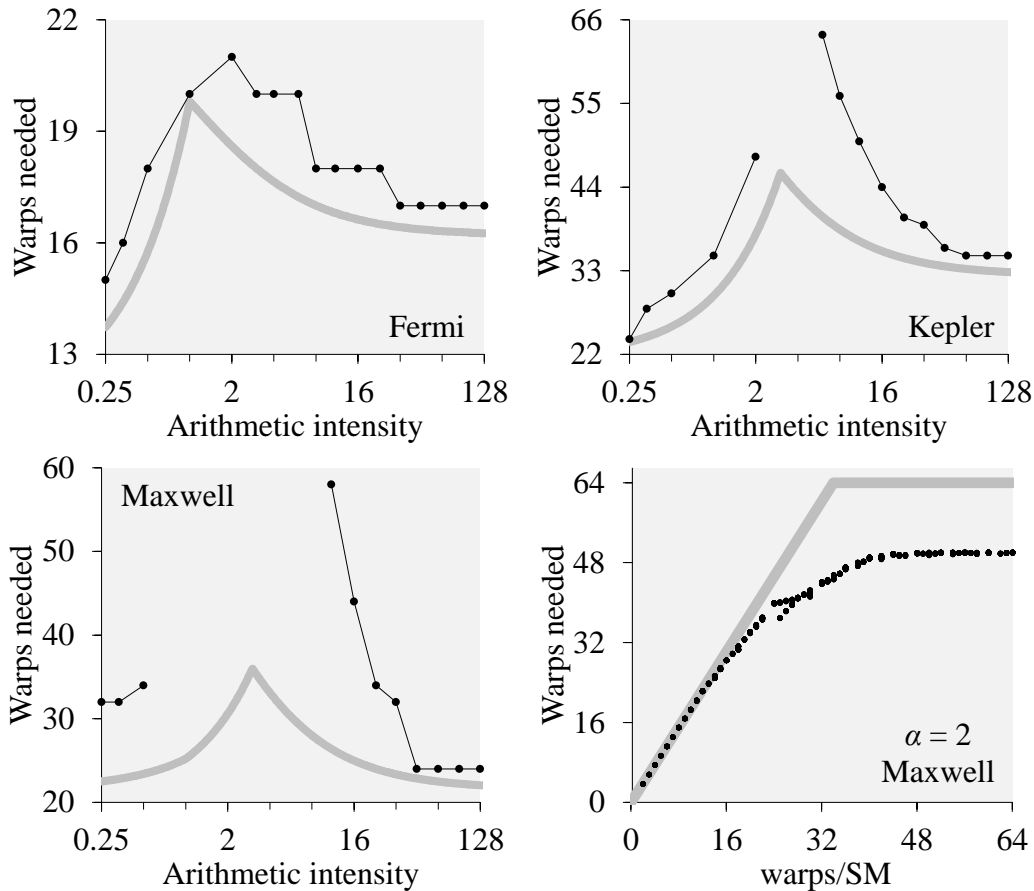 22
19
16
13
Warps needed
Fermi
0.25
2
16
128
Arithmetic intensity
66
55
44
33
22
Warps needed
Kepler
0.25
2
16
128
Arithmetic intensity
60
50
40
30
20
Warps needed
Maxwell
0.25
2
16
128
Arithmetic intensity
64
48
32
16
0
Warps needed
α = 2
Maxwell
0
16
32
48
64
warps/SM